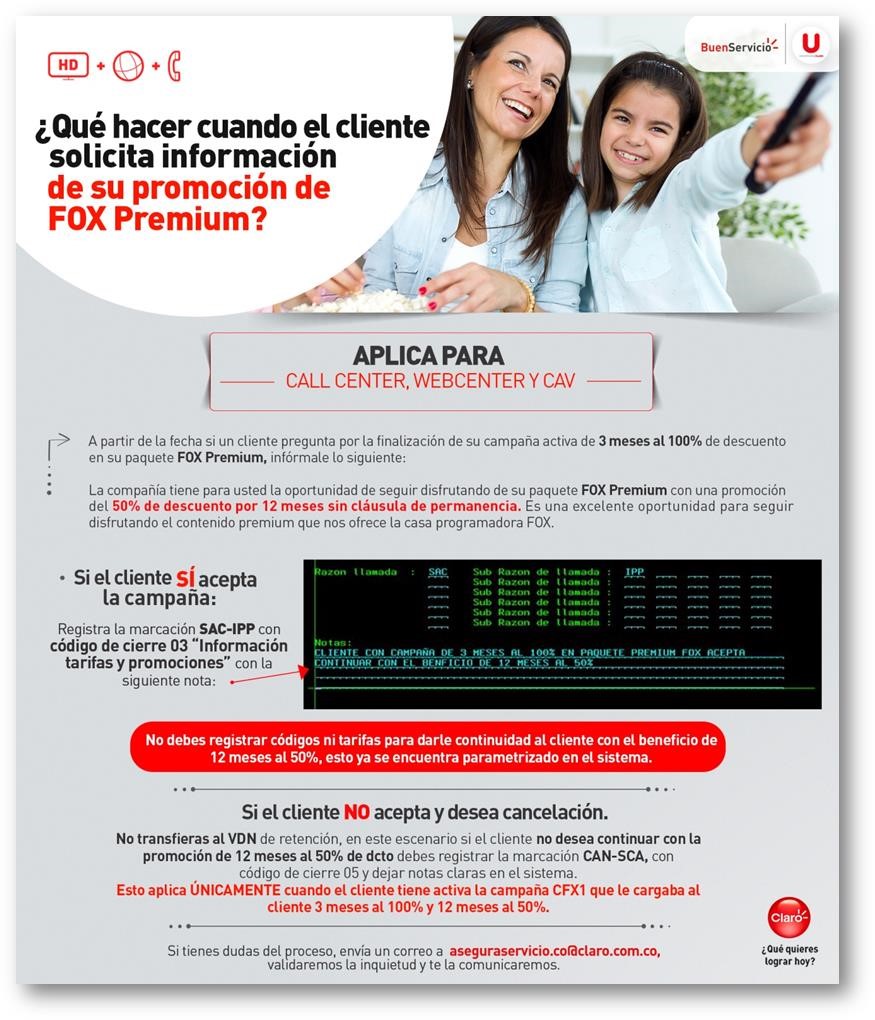 HD + +
BuenServicio
U
¿Qué hacer cuando el cliente
solicita información
de su promoción de
FOX Premium?
APLICA PARA
CALL CENTER, WEBCENTER Y CAV
A partir de la fecha si un cliente pregunta por la finalización de su campaña activa de 3 meses al 100% de descuento
en su paquete FOX Premium, infórmale lo siguiente:
La compañía tiene para usted la oportunidad de seguir disfrutando de su paquete FOX Premium con una promoción
del 50% de descuento por 12 meses sin cláusula de permanencia. Es una excelente oportunidad para seguir
disfrutando el contenido premium que nos ofrece la casa programadora FOX.
• Si el cliente SÍ acepta
la campaña:
Registra la marcación SAC-IPP con
código de cierre 03 “Información
tarifas y promociones” con la
siguiente nota:
Razon llamada : SAC Sub Razon de llamada : IPP
Sub Razon de llamada :
Sub Razon de llamada :
Sub Razon de llamada :
Sub Razon de llamada :
Sub Razon de llamada :
Notas:
CLIENTE CON CAMPAÑA DE 3 MESES AL 100% EN PAQUETE PREMIUM FOX ACEPTA
CONTINUAR CON EL BENFICIO DE 12 MESES AL 50%
No debes registrar códigos ni tarifas para darle continuidad al cliente con el beneficio de
12 meses al 50%, esto ya se encuentra parametrizado en el sistema.
Si el cliente NO acepta y desea cancelación.
No transfieras al VDN de retención, en este escenario si el cliente no desea continuar con la
promoción de 12 meses al 50% de dcto debes registrar la marcación CAN-SCA, con
código de cierre 05 y dejar notas claras en el sistema.
Esto aplica ÚNICAMENTE cuando el cliente tiene activa la campaña CFX1 que le cargaba al
cliente 3 meses al 100% y 12 meses al 50%.
Si tienes dudas del proceso, envía un correo a aseguraservicio.co@claro.com.co,
validaremos la inquietud y te la comunicaremos.
Claro
¿Qué quieres
lograr hoy?